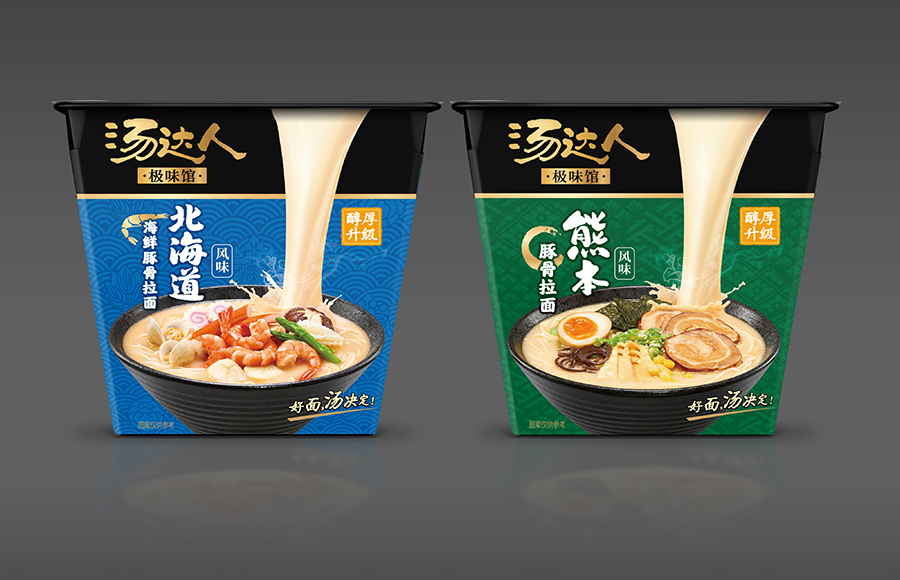 汤达人
·极味馆·
北海道
风味
海鲜豚骨拉面
醇厚
升级
好面,汤决定!
图案仅供参考
汤达人
·极味馆·
熊本
风味
豚骨拉面
醇厚
升级
好面,汤决定!
图案仅供参考